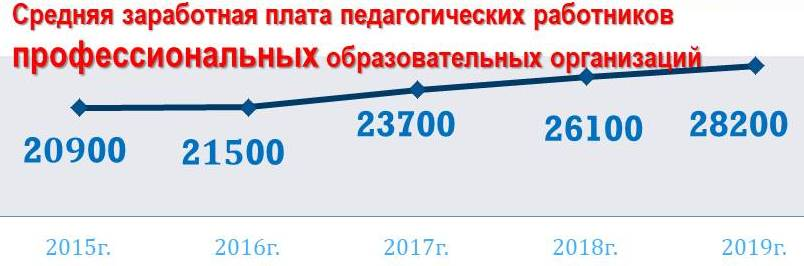 Средняя заработная плата педагогических работников
профессиональных образовательных организаций
20900 21500 23700 26100 28200
2015г. 2016г. 2017г. 2018г. 2019г.